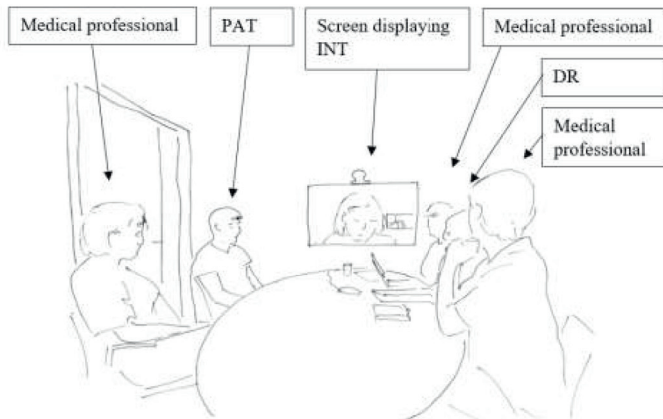 Medical professional
PAT
Screen displaying
INT
Medical professional
DR
Medical
professional